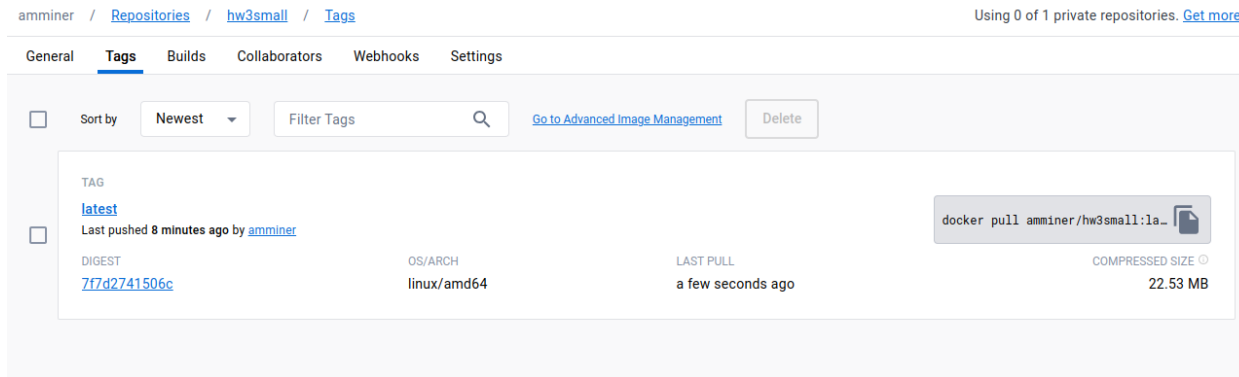 amminer / Repositories / hw3small / Tags Using 0 of 1 private repositories. Get more
General Tags Builds Collaborators Webhooks Settings
Sort by Newest Filter Tags Go to Advanced Image Management Delete
TAG
latest
Last pushed 8 minutes ago by amminer
docker pull amminer/hw3small:la…
DIGEST OS/ARCH LAST PULL COMPRESSED SIZE
7f7d2741506c linux/amd64 a few seconds ago 22.53 MB